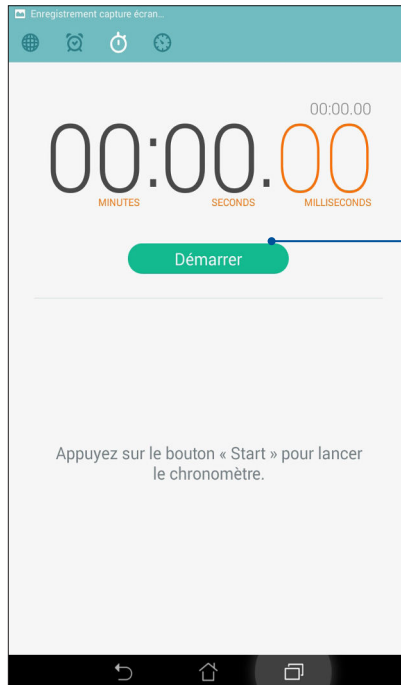 Enregistrement capture écran...
00:00.00
00:00.00
MINUTES SECONDS MILLISECONDS
Démarrer
Appuyez sur le bouton « Start » pour lancer
le chronomètre.